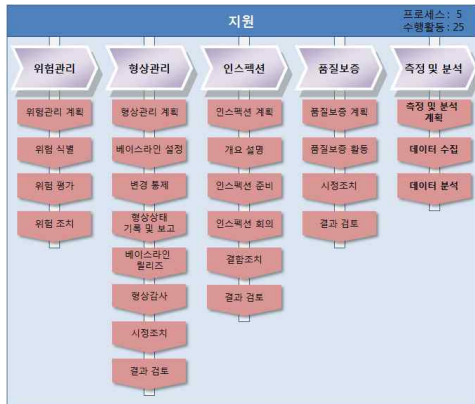 지원
프로세스 : 5
수행활동 : 25
위험관리
형상관리
인스펙션
품질보증
측정 및 분석
위험관리 계획
위험 식별
위험 평가
위험 조치
형상관리 계획
베이스라인 설정
변경 통제
형상상태
기록 및 보고
베이스라인
릴리즈
형상감사
시정조치
결과 검토
인스펙션 계획
개요 설명
인스펙션 준비
인스펙션 회의
결함조치
결과 검토
품질보증 계획
품질보증 활동
시정조치
결과 검토
측정 및 분석
계획
데이터 수집
데이터 분석